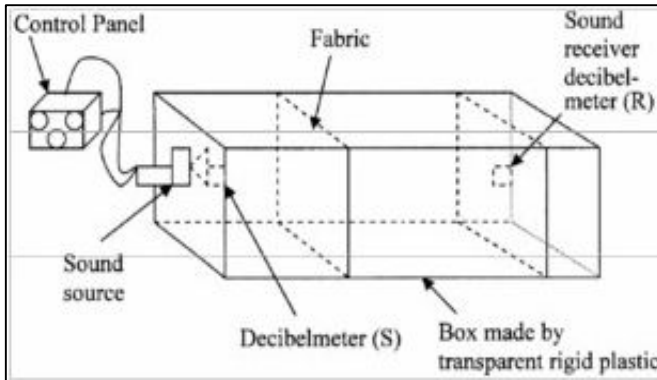 Control Panel
Fabric
Sound
receiver
decibel-
meter (R)
Sound
source
Decibelmeter (S)
Box made by
transparent rigid plastic